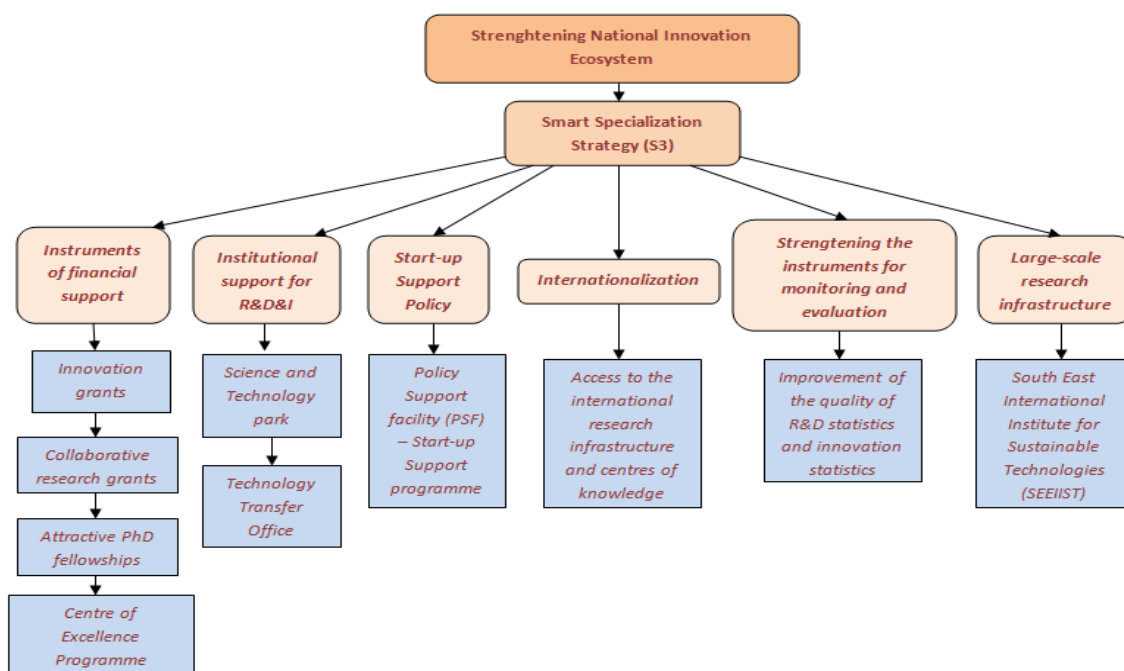 Strenghtening National Innovation
Ecosystem
Smart Specialization
Strategy (S3)
Instruments
of financial
support
Institutional
support for
R&D&I
Start-up
Support
Policy
Internationalization
Strengtening the
instruments for
monitoring and
evaluation
Large-scale
research
infrastructure
Innovation
grants
Collaborative
research grants
Attractive PhD
fellowships
Centre of
Excellence
Programme
Science and
Technology
park
Technology
Transfer
Office
Policy
Support
facility (PSF)
– Start-up
Support
programme
Access to the
international
research
infrastructure
and centres of
knowledge
Improvement of
the quality of
R&D statistics
and innovation
statistics
South East
International
Institute for
Sustainable
Technologies
(SEEIIST)